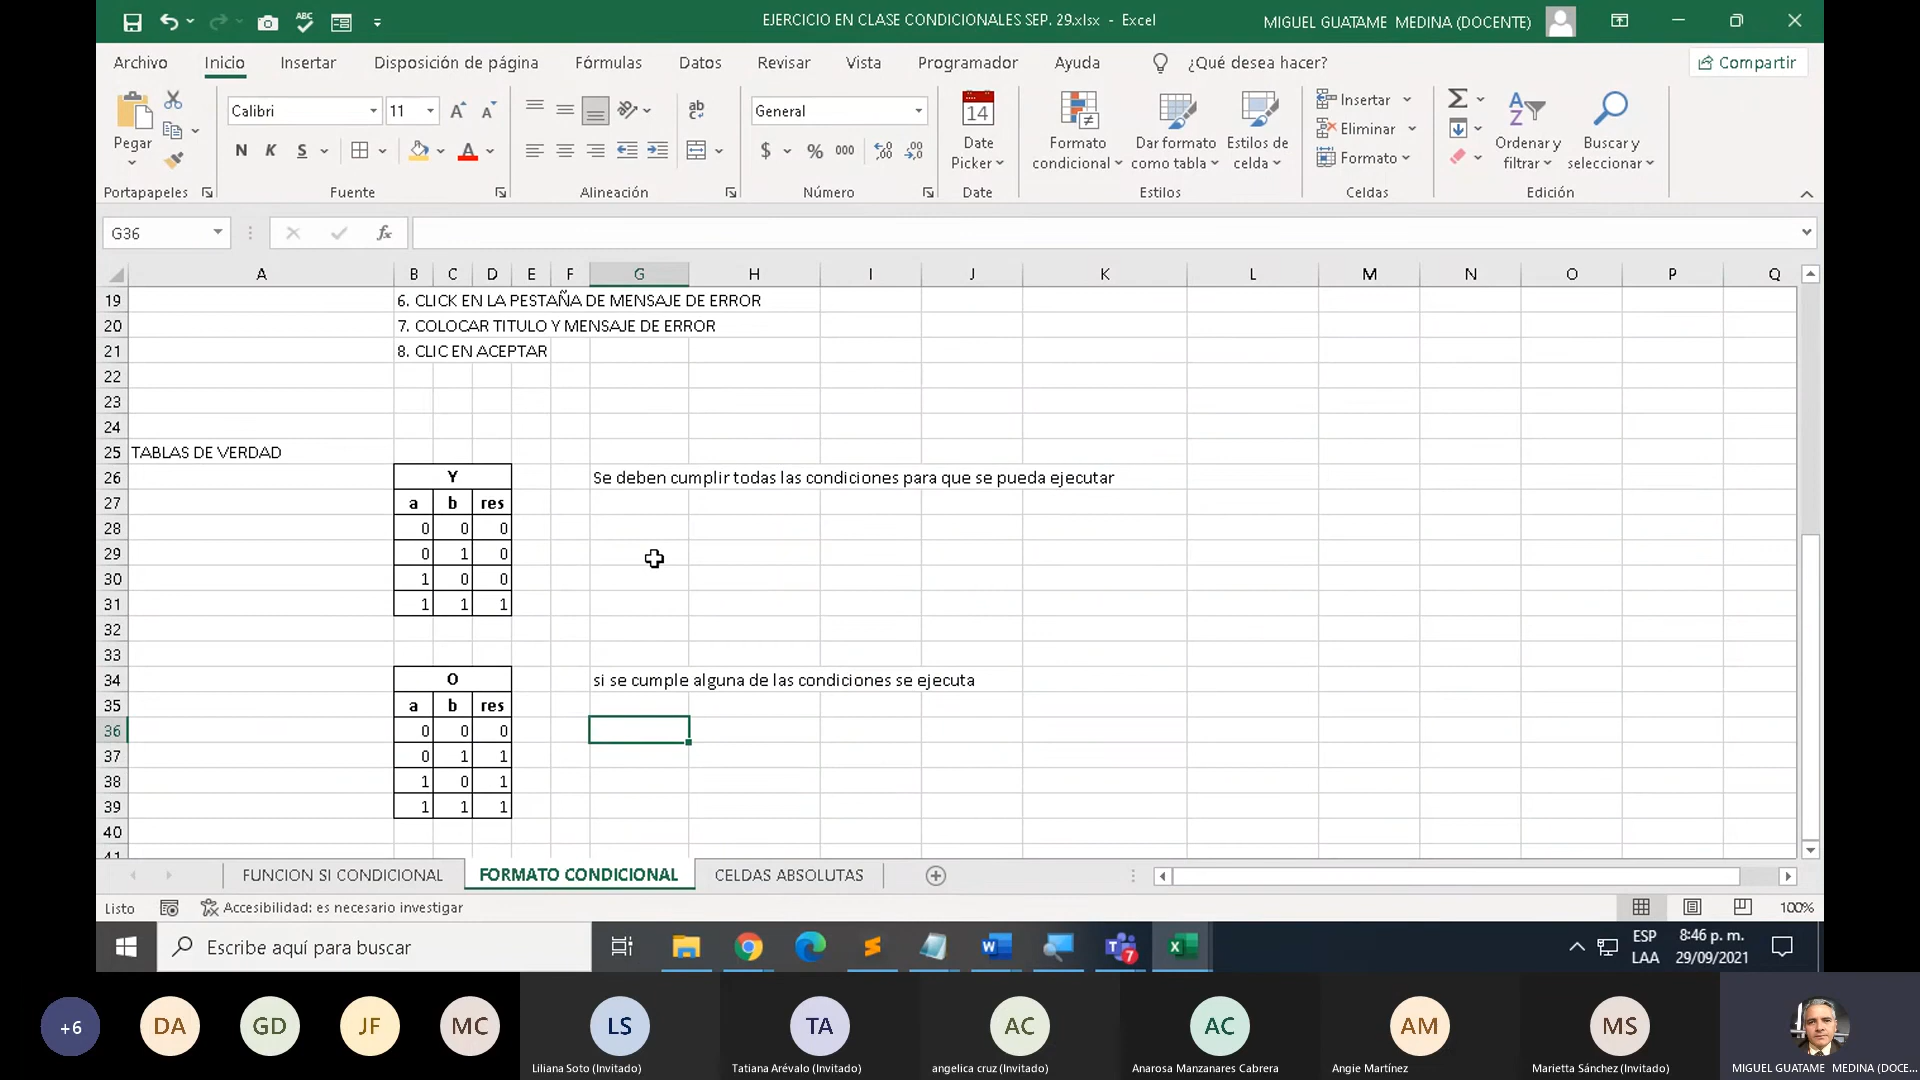 EJERCICIO EN CLASE CONDICIONALES SEP. 29.xlsx - Excel
MIGUEL GUATAME MEDINA (DOCENTE)
Archivo Inicio Insertar Disposición de página Fórmulas Datos Revisar Vista Programador Ayuda ¿Qué desea hacer? Compartir
Pegar
Portapapeles
Calibri 11
N K S
Fuente
Alineación
General
$ % 000
Número
14
Date
Picker
Date
Formato
condicional
Dar formato
como tabla
Estilos de
celda
Estilos
Insertar
Eliminar
Formato
Celdas
Ordenar y
filtrar
Buscar y
seleccionar
Edición
G36 fx
A B C D E F G H I J K L M N O P Q
19 6. CLICK EN LA PESTAÑA DE MENSAJE DE ERROR
20 7. COLOCAR TITULO Y MENSAJE DE ERROR
21 8. CLIC EN ACEPTAR
22
23
24
25 TABLAS DE VERDAD
26 Y Se deben cumplir todas las condiciones para que se pueda ejecutar
27 a b res
28 0 0 0
29 0 1 0
30 1 0 0
31 1 1 1
32
33
34 O si se cumple alguna de las condiciones se ejecuta
35 a b res
36 0 0 0
37 0 1 1
38 1 0 1
39 1 1 1
40
41
FUNCION SI CONDICIONAL FORMATO CONDICIONAL CELDAS ABSOLUTAS
Listo Accesibilidad: es necesario investigar 100%
Escribe aquí para buscar
7
ESP
LAA
8:46 p. m.
29/09/2021
+6 DA GD JF MC LS TA AC AC AM MS
Liliana Soto (Invitado) Tatiana Arévalo (Invitado) angelica cruz (Invitado) Anarosa Manzanares Cabrera Angie Martínez Marietta Sánchez (Invitado) MIGUEL GUATAME MEDINA (DOCE...